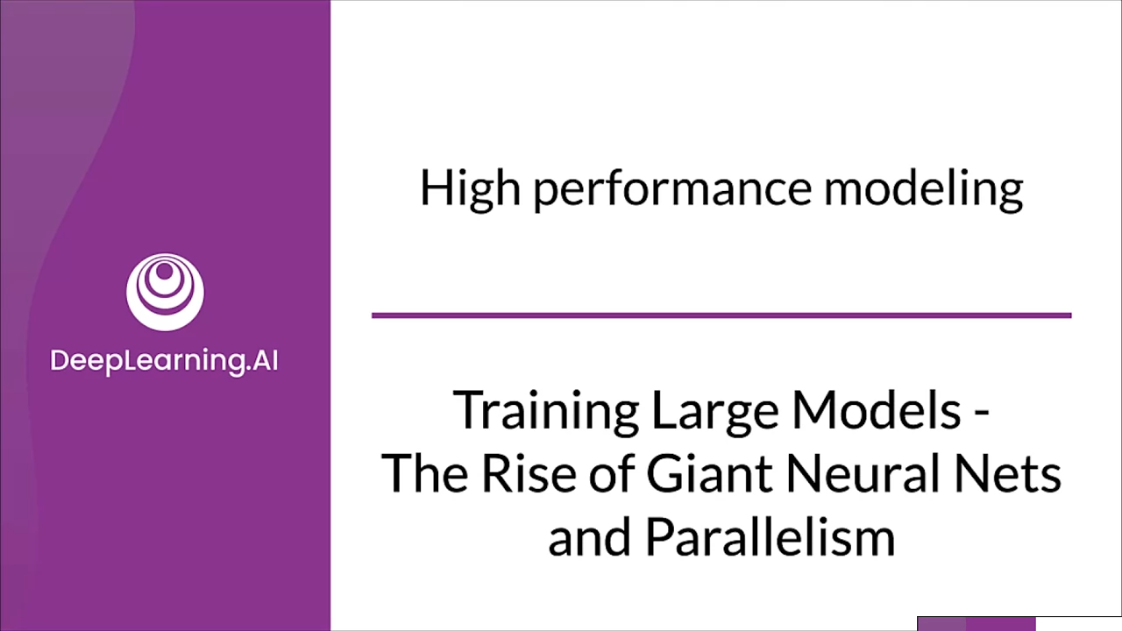 High performance modeling
DeepLearning.AI
Training Large Models -
The Rise of Giant Neural Nets
and Parallelism